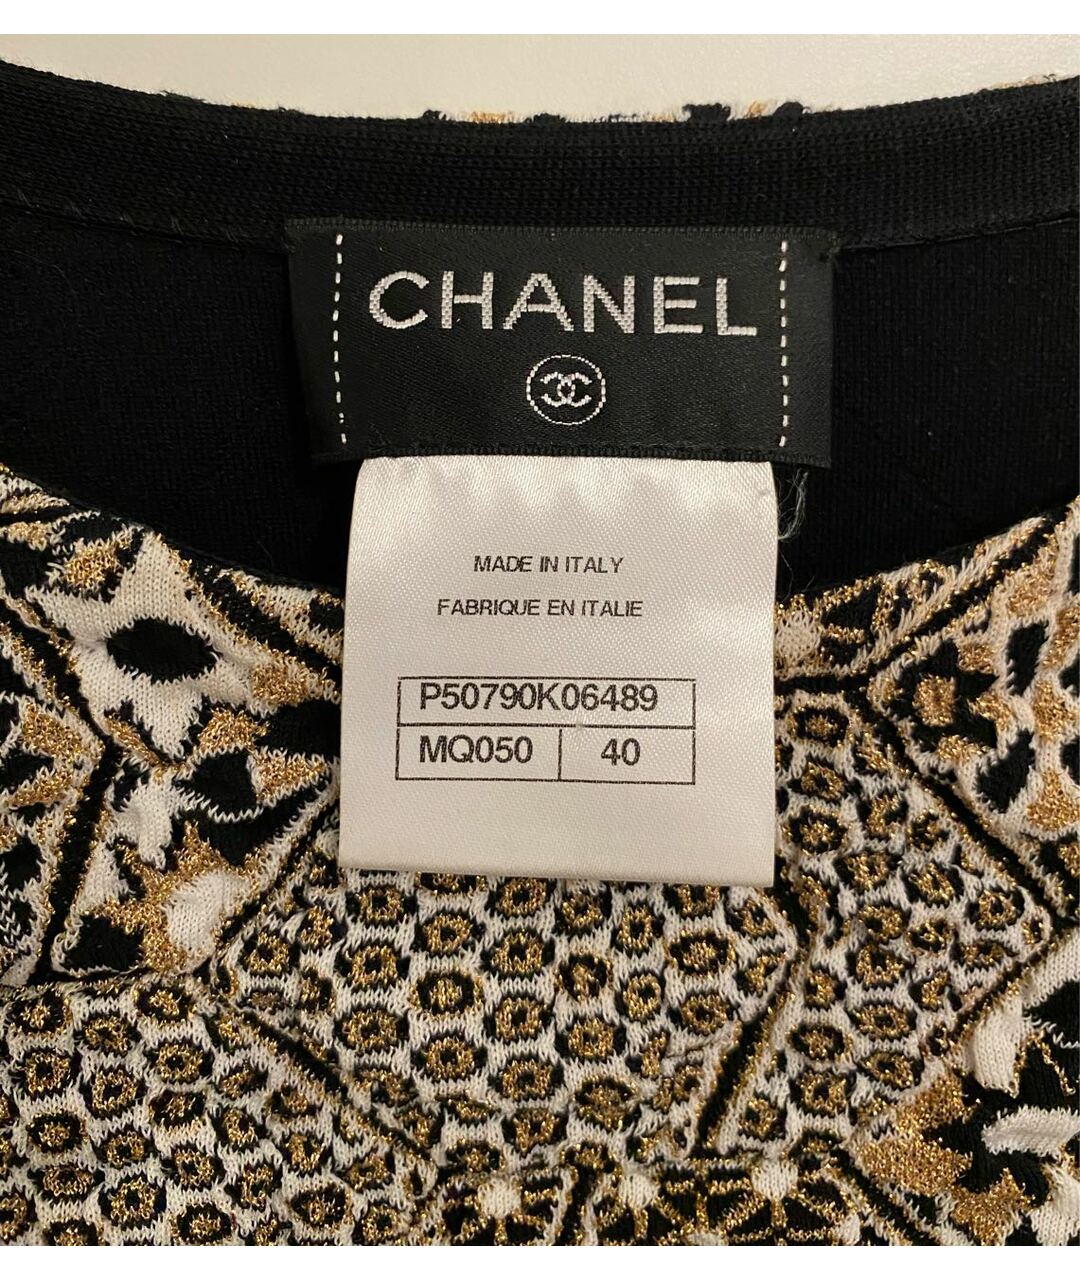 CHANEL
MADE IN ITALY
FABRIQUE EN ITALIE
P50790K06489
MQ050 40